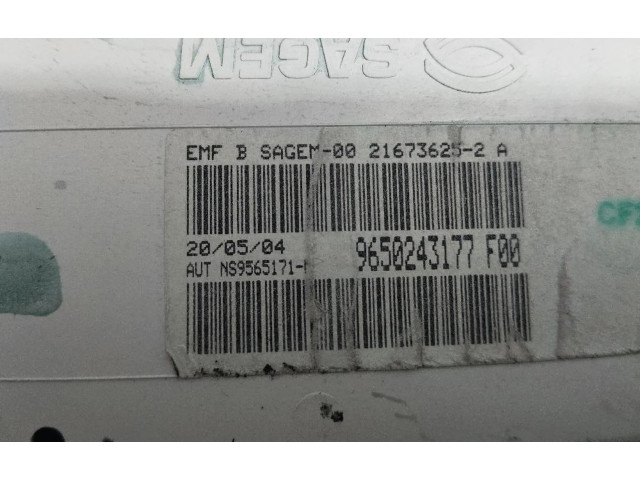 SAGEM
EMF B SAGEM-00 21673625-2 A
20/05/04
9650243177 F00
AUT NS9565171-